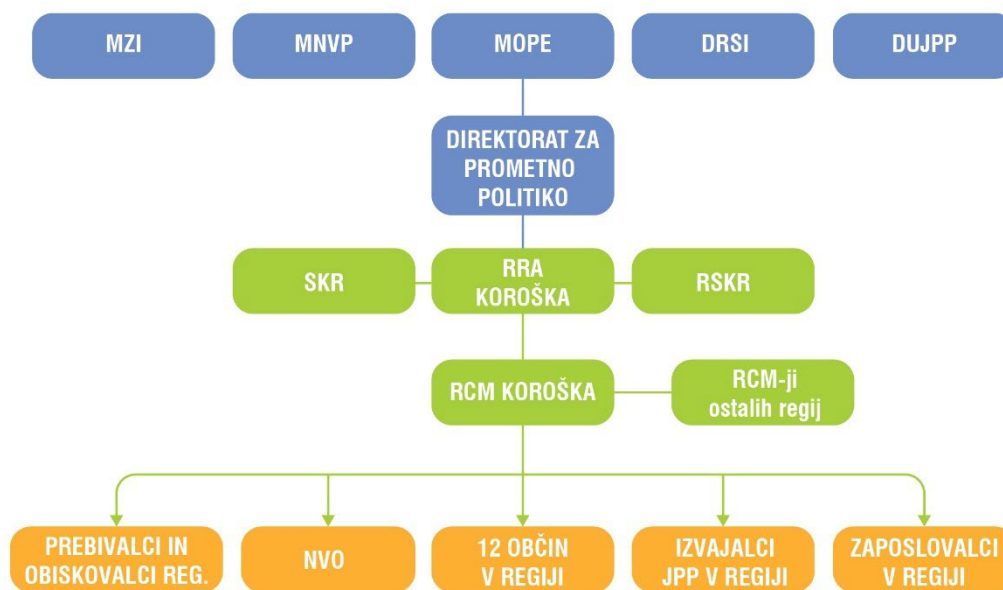 MZI
MNVP
MOPE
DRSI
DUJPP
DIREKTORAT ZA
PROMETNO
POLITIKO
SKR
RRA
KOROŠKA
RSKR
RCM KOROŠKA
RCM-ji
ostalih regij
PREBIVALCI IN
OBISKOVALCI REG.
NVO
12 OBČIN
V REGIJI
IZVAJALCI
JPP V REGIJI
ZAPOSLOVALCI
V REGIJI